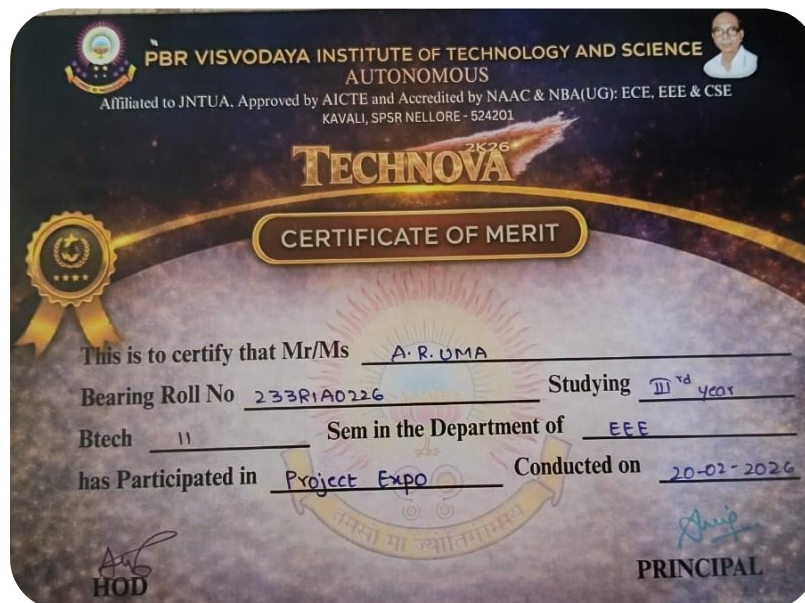 PBR VISVODAYA INSTITUTE OF TECHNOLOGY AND SCIENCE
AUTONOMOUS
Affiliated to JNTUA, Approved by AICTE and Accredited by NAAC & NBA(UG): ECE, EEE & CSE
KAVALI, SPSR NELLORE - 524201
2K26
TECHNOVA
CERTIFICATE OF MERIT
This is to certify that Mr/Ms A. R. UMA
Bearing Roll No 233R1A0226 Studying IIIrd year
Btech II Sem in the Department of EEE
has Participated in Project Expo Conducted on 20-02-2026
तमसो मा ज्योतिर्गमय
HOD
PRINCIPAL